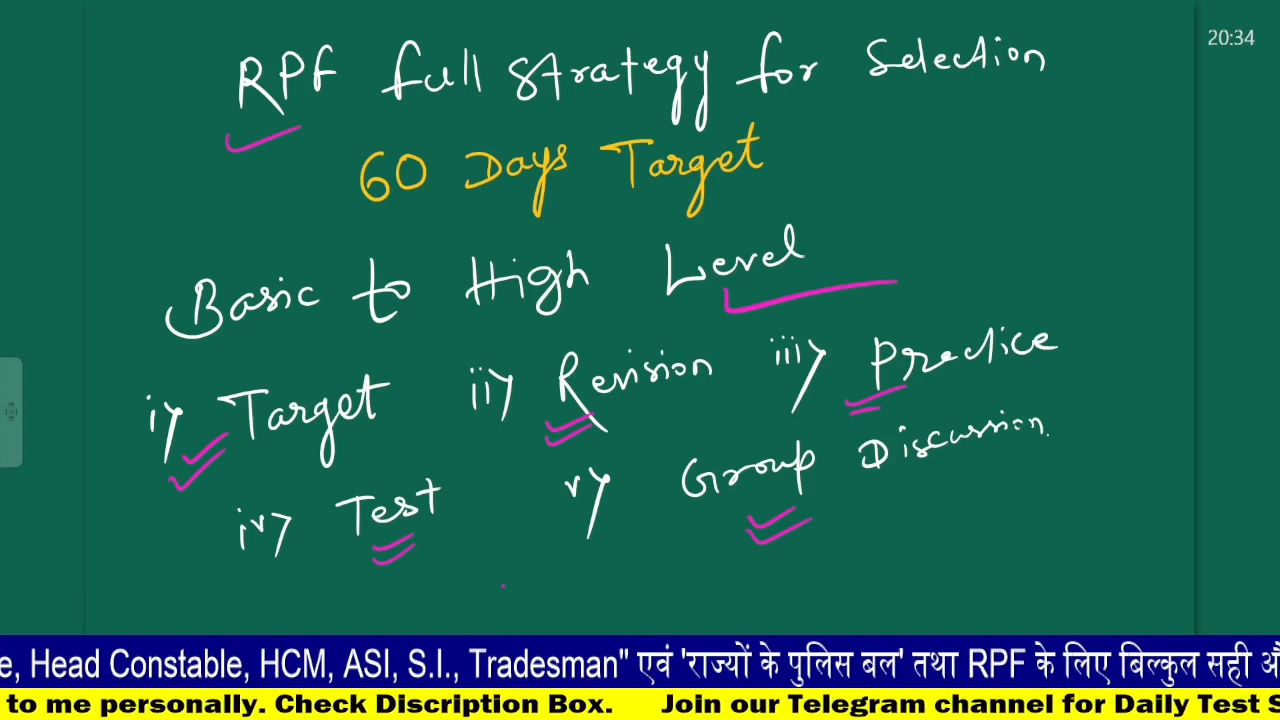 20:34
RPF full strategy for Selection
60 Days Target
Basic to High Level
i) Target ii) Revision iii) Practice
iv) Test v) Group Discussion
e, Head Constable, HCM, ASI, S.I., Tradesman" एवं 'राज्यों के पुलिस बल' तथा RPF के लिए बिल्कुल सही औ
to me personally. Check Discription Box. Join our Telegram channel for Daily Test S